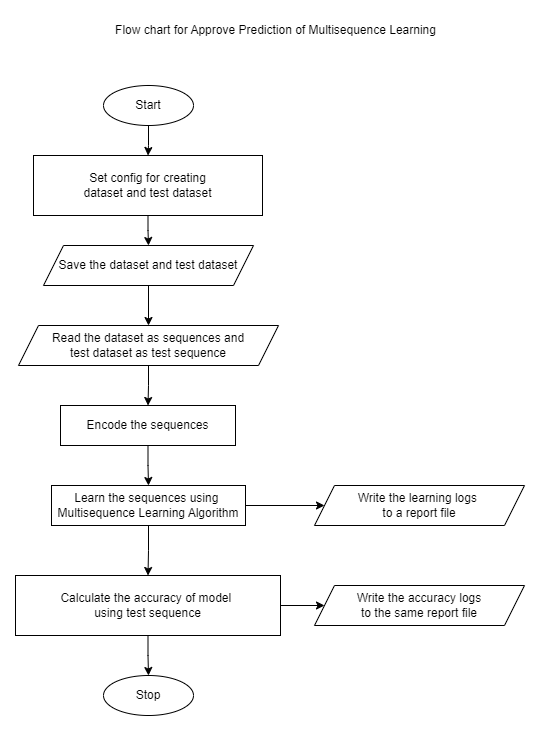 Flow chart for Approve Prediction of Multisequence Learning
Start
Set config for creating
dataset and test dataset
Save the dataset and test dataset
Read the dataset as sequences and
test dataset as test sequence
Encode the sequences
Learn the sequences using
Multisequence Learning Algorithm
Write the learning logs
to a report file
Calculate the accuracy of model
using test sequence
Write the accuracy logs
to the same report file
Stop